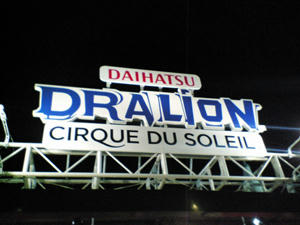 DAIHATSU
DRALION
CIRQUE DU SOLEIL